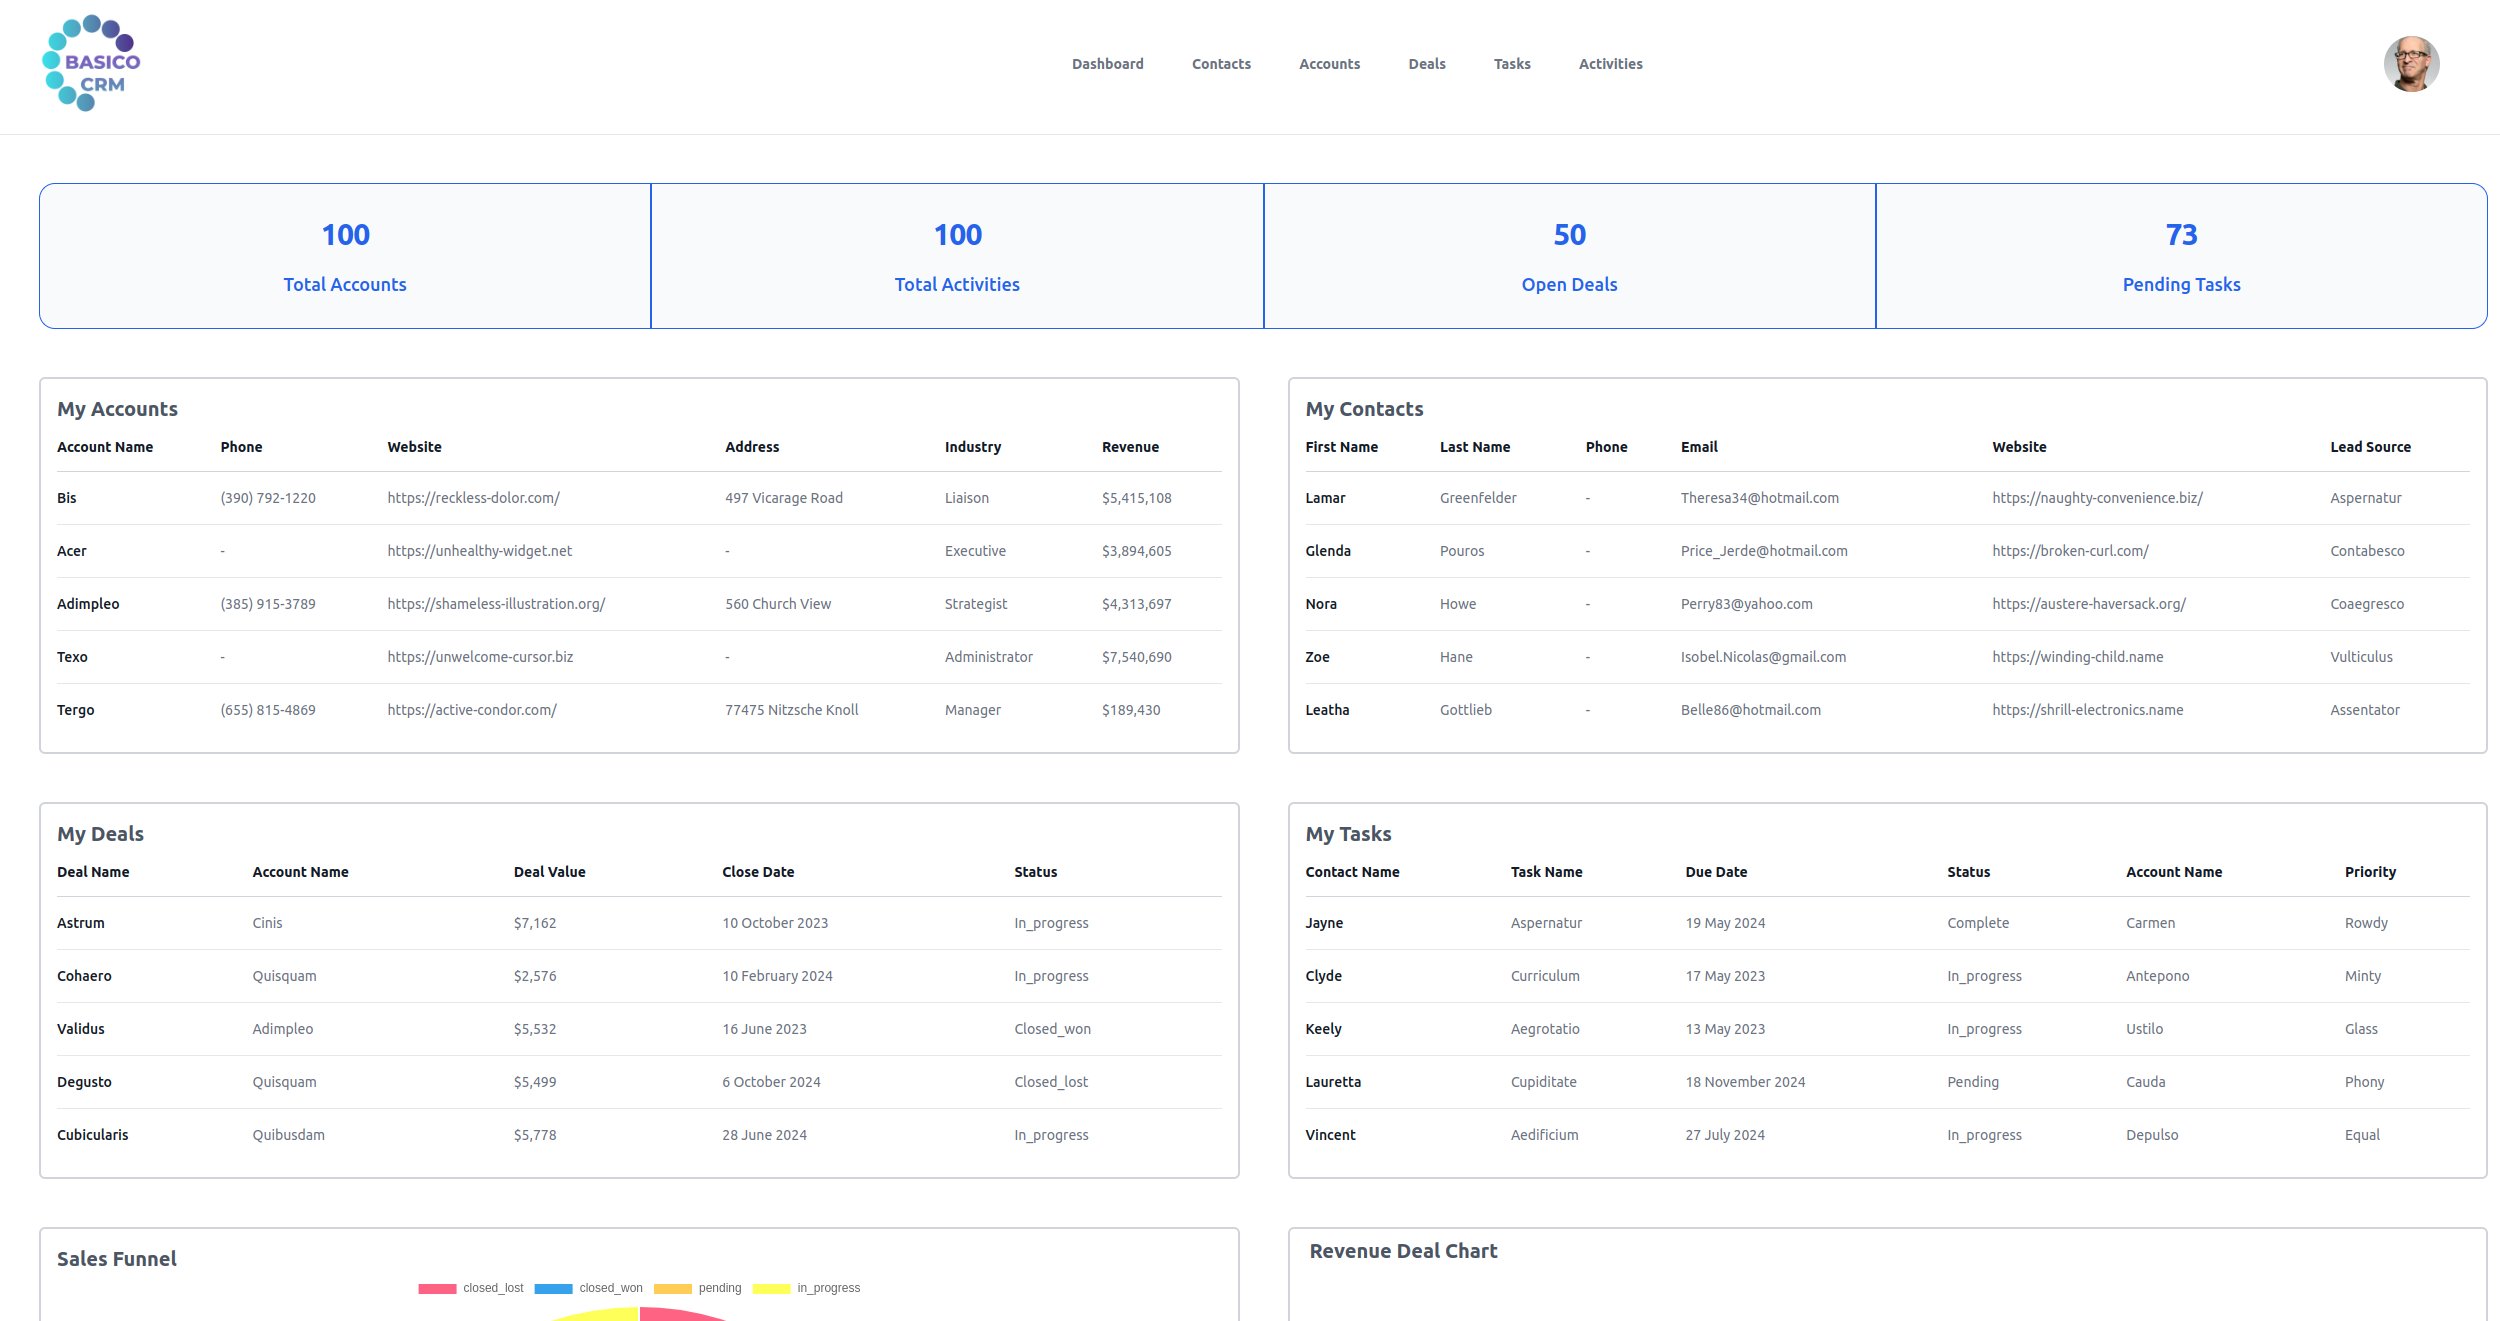 BASICO
CRM
Dashboard Contacts Accounts Deals Tasks Activities
100 100 50 73
Total Accounts Total Activities Open Deals Pending Tasks
My Accounts
Account Name Phone Website Address Industry Revenue
Bis (390) 792-1220 https://reckless-dolor.com/ 497 Vicarage Road Liaison $5,415,108
Acer - https://unhealthy-widget.net - Executive $3,894,605
Adimpleo (385) 915-3789 https://shameless-illustration.org/ 560 Church View Strategist $4,313,697
Texo - https://unwelcome-cursor.biz - Administrator $7,540,690
Tergo (655) 815-4869 https://active-condor.com/ 77475 Nitzsche Knoll Manager $189,430
My Contacts
First Name Last Name Phone Email Website Lead Source
Lamar Greenfelder - Theresa34@hotmail.com https://naughty-convenience.biz/ Aspernatur
Glenda Pouros - Price_Jerde@hotmail.com https://broken-curl.com/ Contabesco
Nora Howe - Perry83@yahoo.com https://austere-haversack.org/ Coaegresco
Zoe Hane - Isobel.Nicolas@gmail.com https://winding-child.name Vulticulus
Leatha Gottlieb - Belle86@hotmail.com https://shrill-electronics.name Assentator
My Deals
Deal Name Account Name Deal Value Close Date Status
Astrum Cinis $7,162 10 October 2023 In_progress
Cohaero Quisquam $2,576 10 February 2024 In_progress
Validus Adimpleo $5,532 16 June 2023 Closed_won
Degusto Quisquam $5,499 6 October 2024 Closed_lost
Cubicularis Quibusdam $5,778 28 June 2024 In_progress
My Tasks
Contact Name Task Name Due Date Status Account Name Priority
Jayne Aspernatur 19 May 2024 Complete Carmen Rowdy
Clyde Curriculum 17 May 2023 In_progress Antepono Minty
Keely Aegrotatio 13 May 2023 In_progress Ustilo Glass
Lauretta Cupiditate 18 November 2024 Pending Cauda Phony
Vincent Aedificium 27 July 2024 In_progress Depulso Equal
Sales Funnel
closed_lost closed_won pending in_progress
Revenue Deal Chart